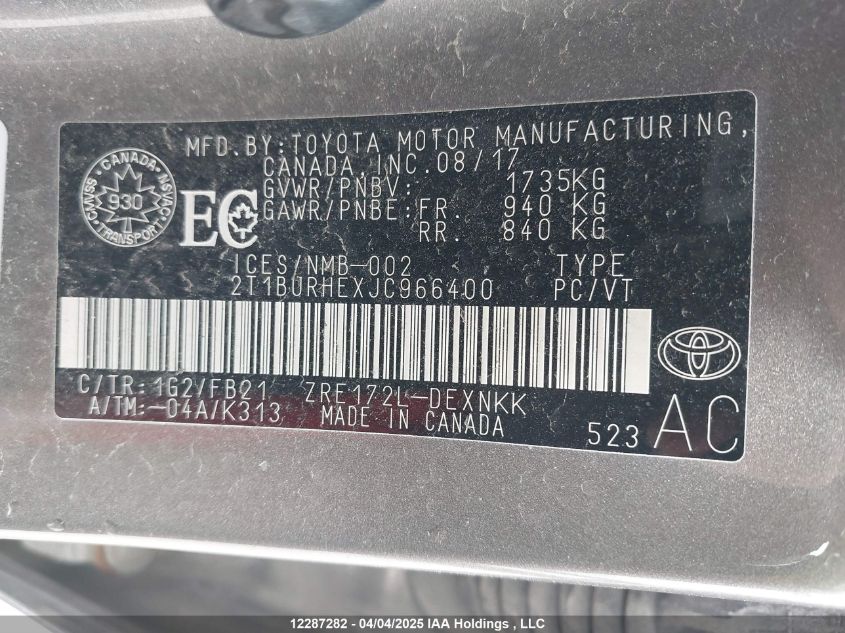 MFD.BY:TOYOTA MOTOR MANUFACTURING,
CANADA,INC.08/17
GVWR/PNBV: 1735KG
GAWR/PNBE:FR. 940 KG
RR. 840 KG
CANADA
CMVSS 930 NSVAC
TRANSPORT
EC
ICES/NMB-002 TYPE
2T1BURHEXJC966400 PC/VT
C/TR:1G2/FB21 ZRE172L-DEXNKK
A/TM:-04A/K313 MADE IN CANADA
523 AC
12287282 - 04/04/2025 IAA Holdings , LLC